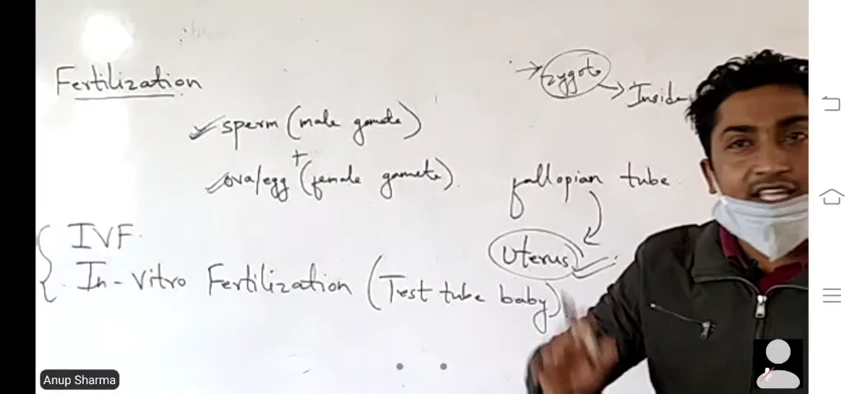 Fertilization
sperm (male gamete)
+
ova/egg (female gamete).
IVF.
In-vitro Fertilization (Test tube baby)
→ zygote → Inside
fallopian tube.
Uterus
Anup Sharma